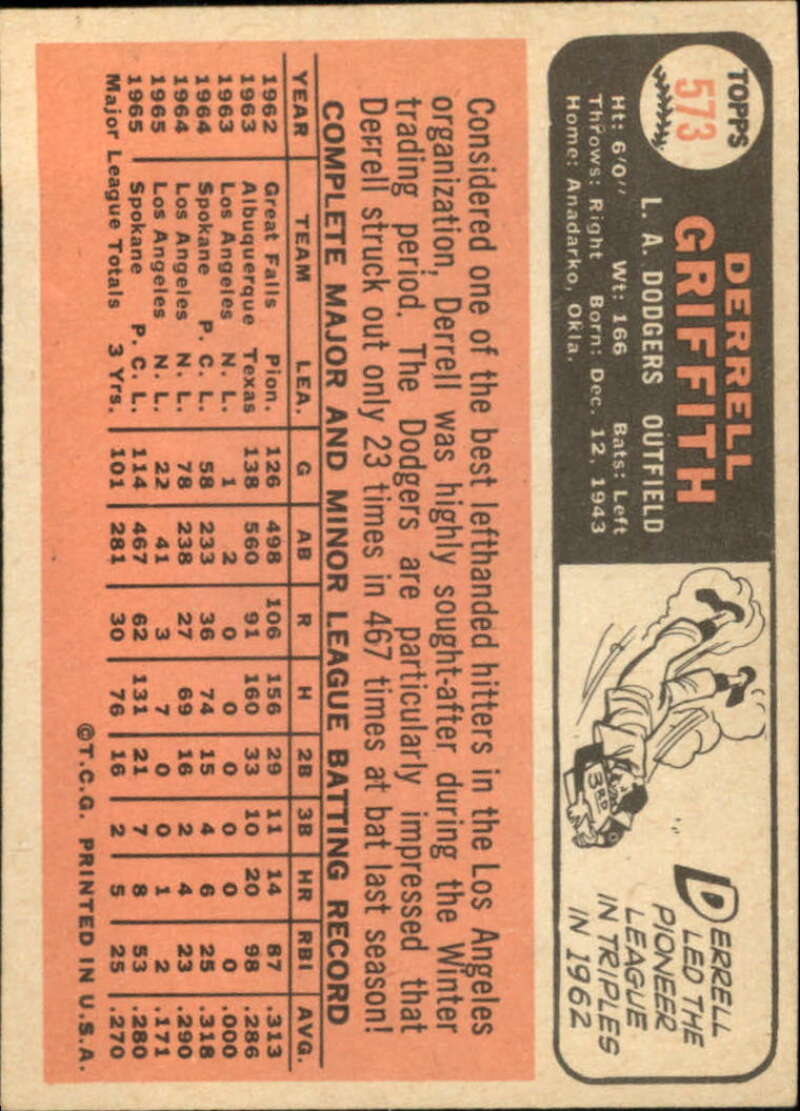 TOPPS
573
DERRELL
GRIFFITH
L. A. DODGERS OUTFIELD
Ht: 6'0" Wt: 166 Bats: Left
Throws: Right Born: Dec. 12, 1943
Home: Anadarko, Okla.
3RD
DERRELL
LED THE
PIONEER
LEAGUE
IN TRIPLES
IN 1962
Considered one of the best lefthanded hitters in the Los Angeles
organization, Derrell was highly sought-after during the Winter
trading period. The Dodgers are particularly impressed that
Derrell struck out only 23 times in 467 times at bat last season!
COMPLETE MAJOR AND MINOR LEAGUE BATTING RECORD
YEAR TEAM LEA. G AB R H 2B 3B HR RBI AVG.
1962 Great Falls Pion. 126 498 106 156 29 11 14 87 .313
1963 Albuquerque Texas 138 560 91 160 33 10 20 98 .286
1963 Los Angeles N. L. 1 2 0 0 0 0 0 0 .000
1964 Spokane P. C. L. 58 233 36 74 15 4 6 25 .318
1964 Los Angeles N. L. 78 238 27 69 16 2 4 23 .290
1965 Los Angeles N. L. 22 41 3 7 0 0 1 2 .171
1965 Spokane P. C. L. 114 467 62 131 21 7 8 53 .280
Major League Totals 3 Yrs. 101 281 30 76 16 2 5 25 .270
©T.C.G. PRINTED IN U.S.A.